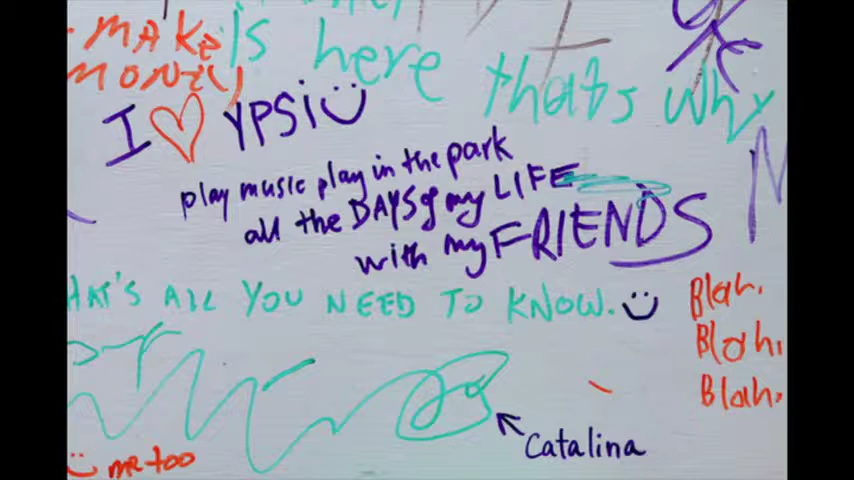 MAKE
MONEY
is here
that's why
I ♡ YPSI
play music play in the park
all the DAYS of my LIFE
with my FRIENDS
HAT'S ALL YOU NEED TO KNOW.
Blah.
Blah.
Blah.
Catalina
me too